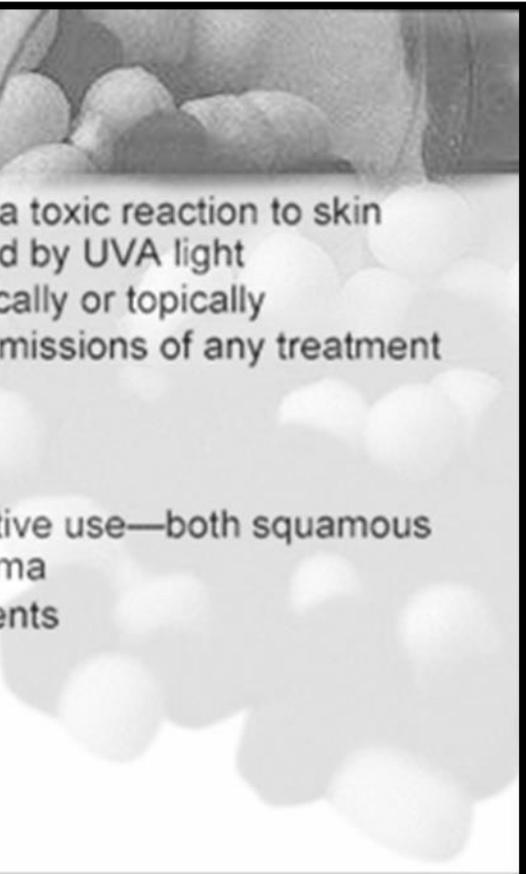 a toxic reaction to skin
d by UVA light
cally or topically
missions of any treatment
tive use—both squamous
ma
ents